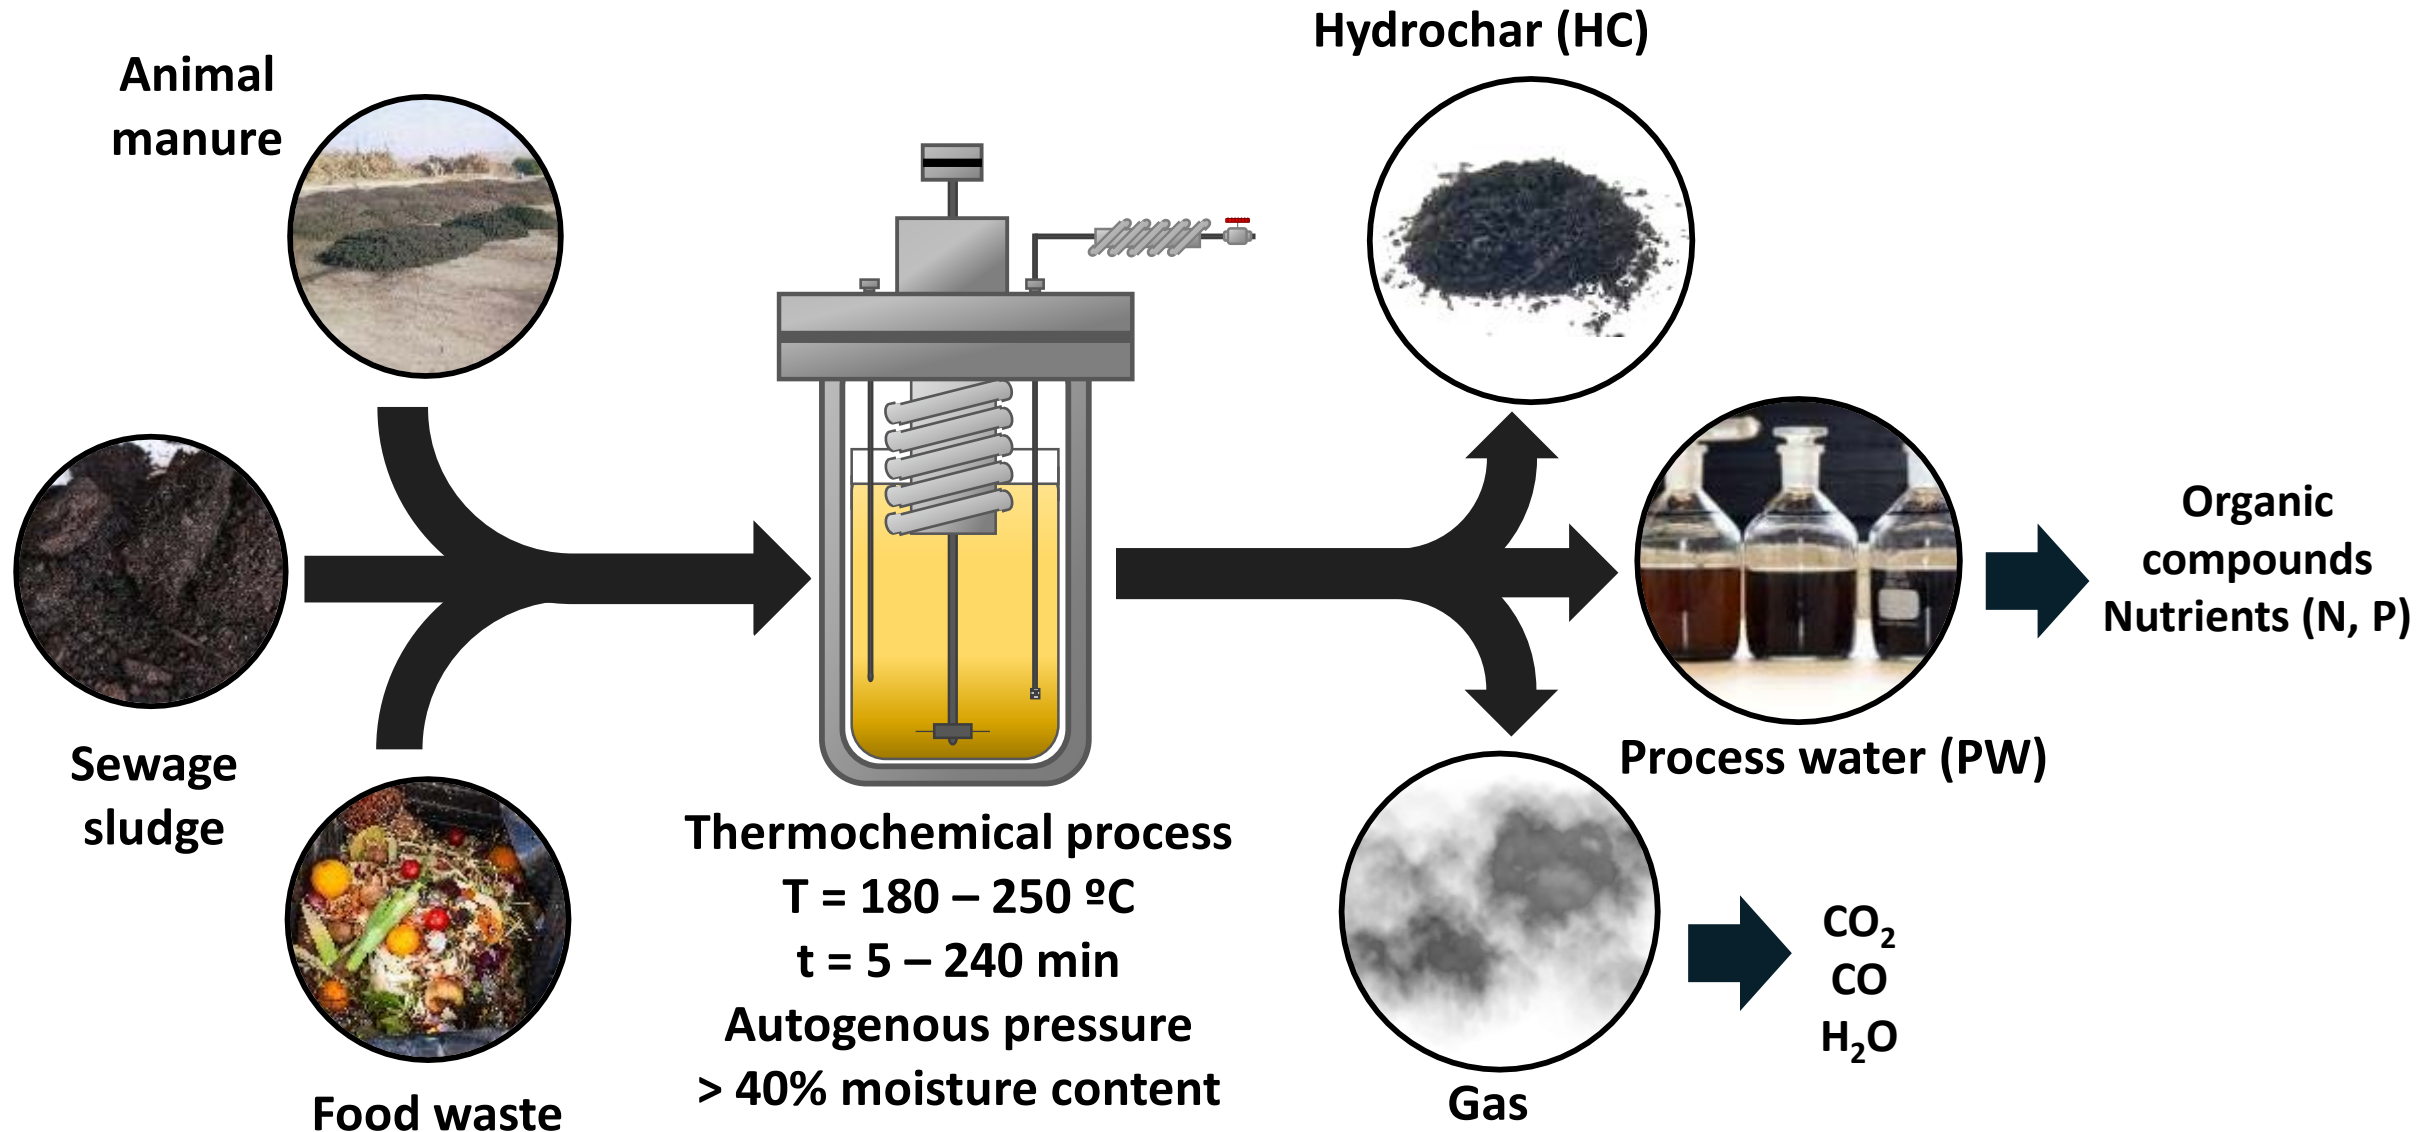 Animal
manure
Sewage
sludge
Food waste
Thermochemical process
T = 180 – 250 ºC
t = 5 – 240 min
Autogenous pressure
> 40% moisture content
Hydrochar (HC)
Process water (PW)
Organic
compounds
Nutrients (N, P)
Gas
CO₂
CO
H₂O